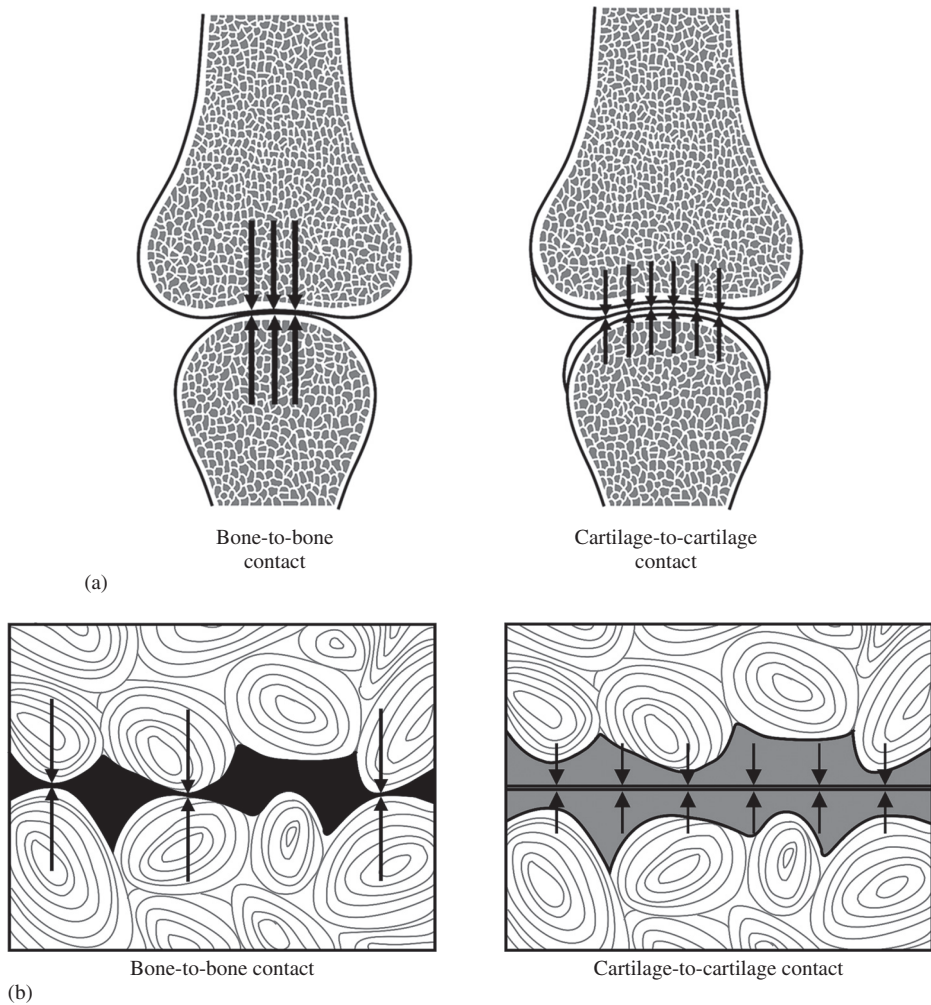 Bone-to-bone
contact
Cartilage-to-cartilage
contact
(a)
Bone-to-bone contact
Cartilage-to-cartilage contact
(b)